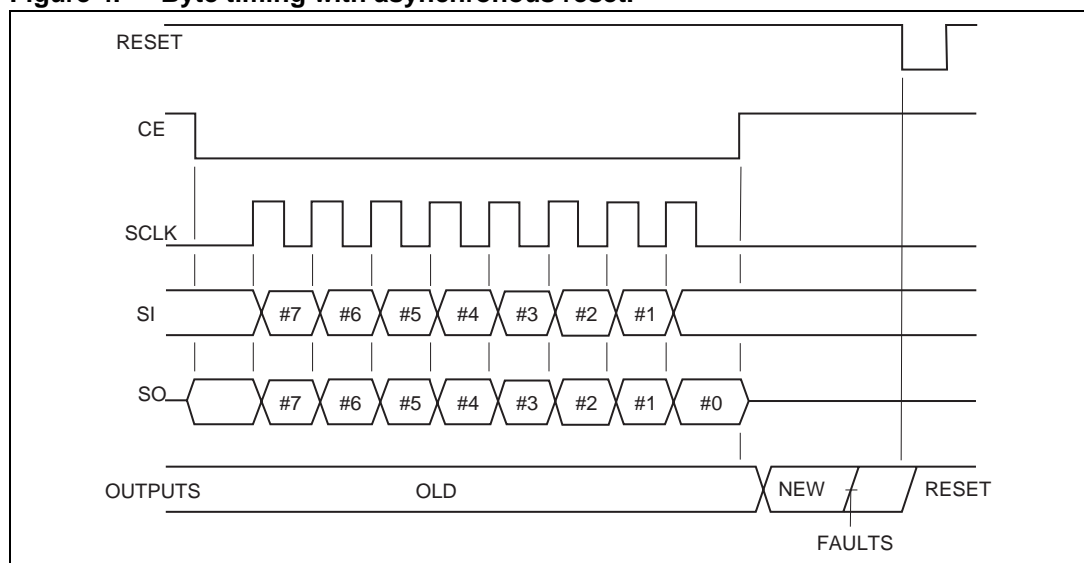 Figure 4. Byte timing with asynchronous reset.
RESET
CE
SCLK
SI #7 #6 #5 #4 #3 #2 #1
SO #7 #6 #5 #4 #3 #2 #1 #0
OUTPUTS OLD NEW RESET
FAULTS